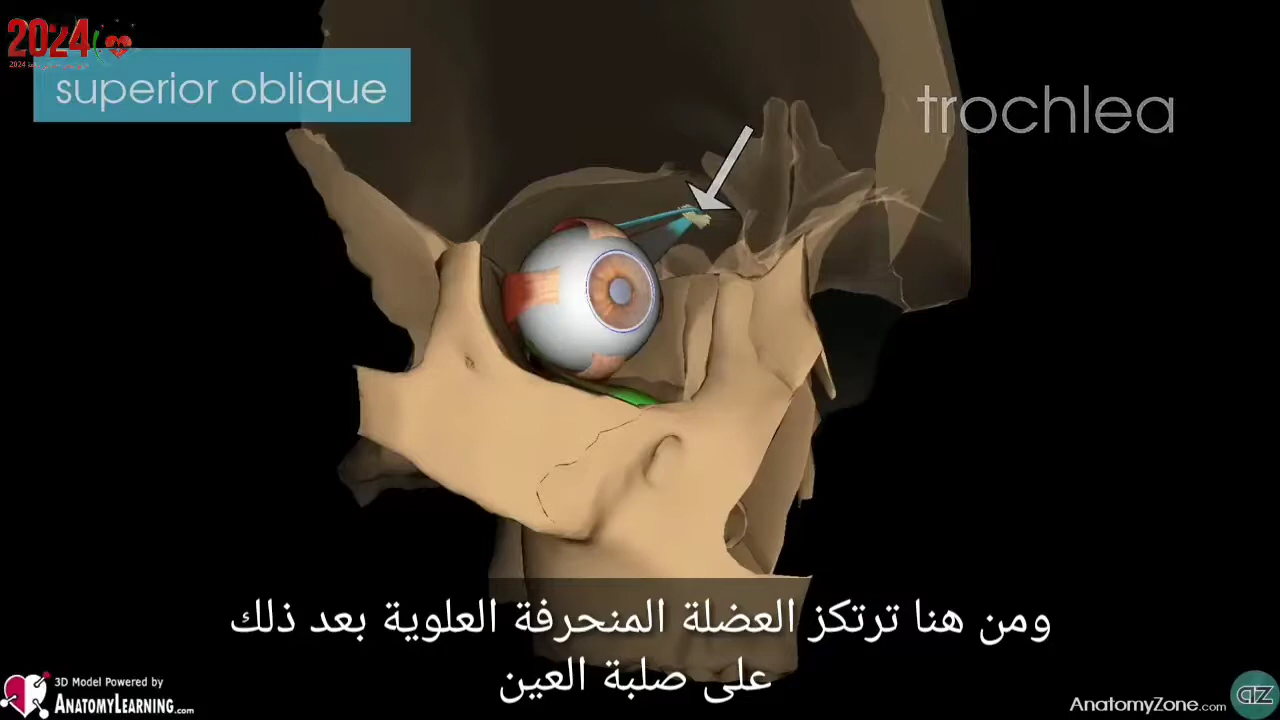 2024
superior oblique
trochlea
ومن هنا ترتكز العضلة المنحرفة العلوية بعد ذلك
على صلبة العين
3D Model Powered by
ANATOMYLEARNING.com
AnatomyZone.com
AZ